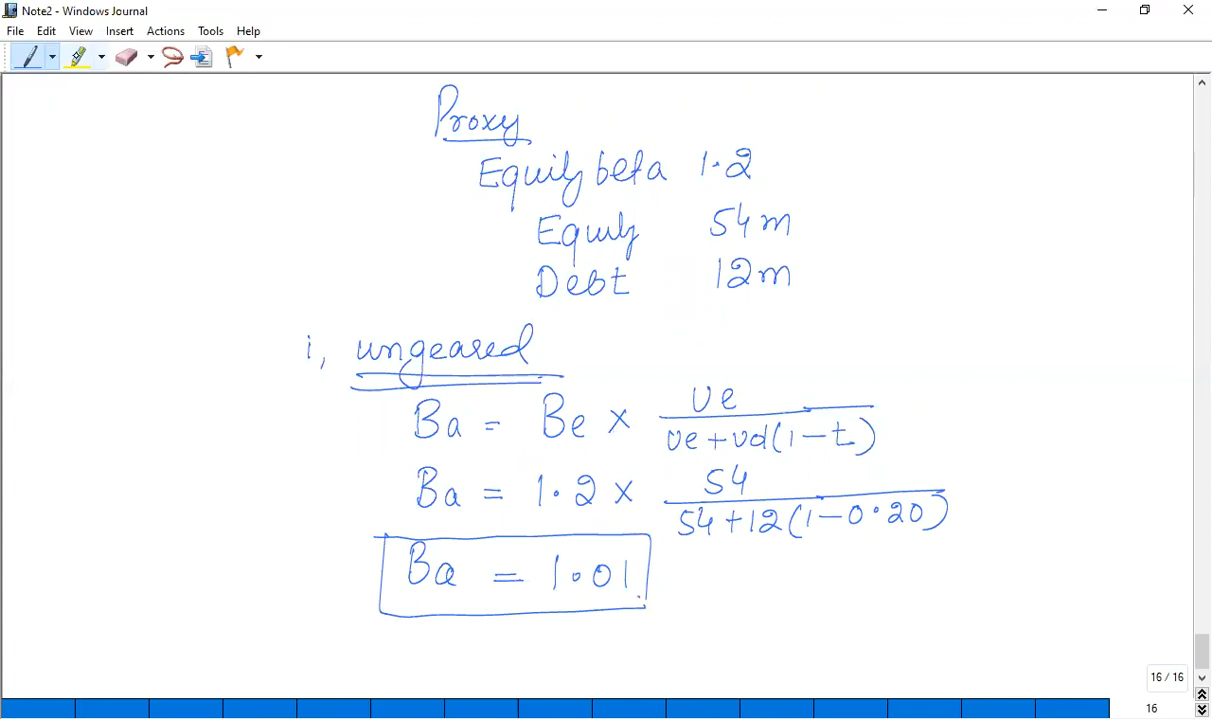 Note2 - Windows Journal
File Edit View Insert Actions Tools Help
Proxy
Equity beta 1.2
Equity 54m
Debt 12m
i, ungeared
Ba = Be × ve / ve+vd(1-t)
Ba = 1.2 × 54 / 54+12(1-0.20)
Ba = 1.01
16 / 16
16